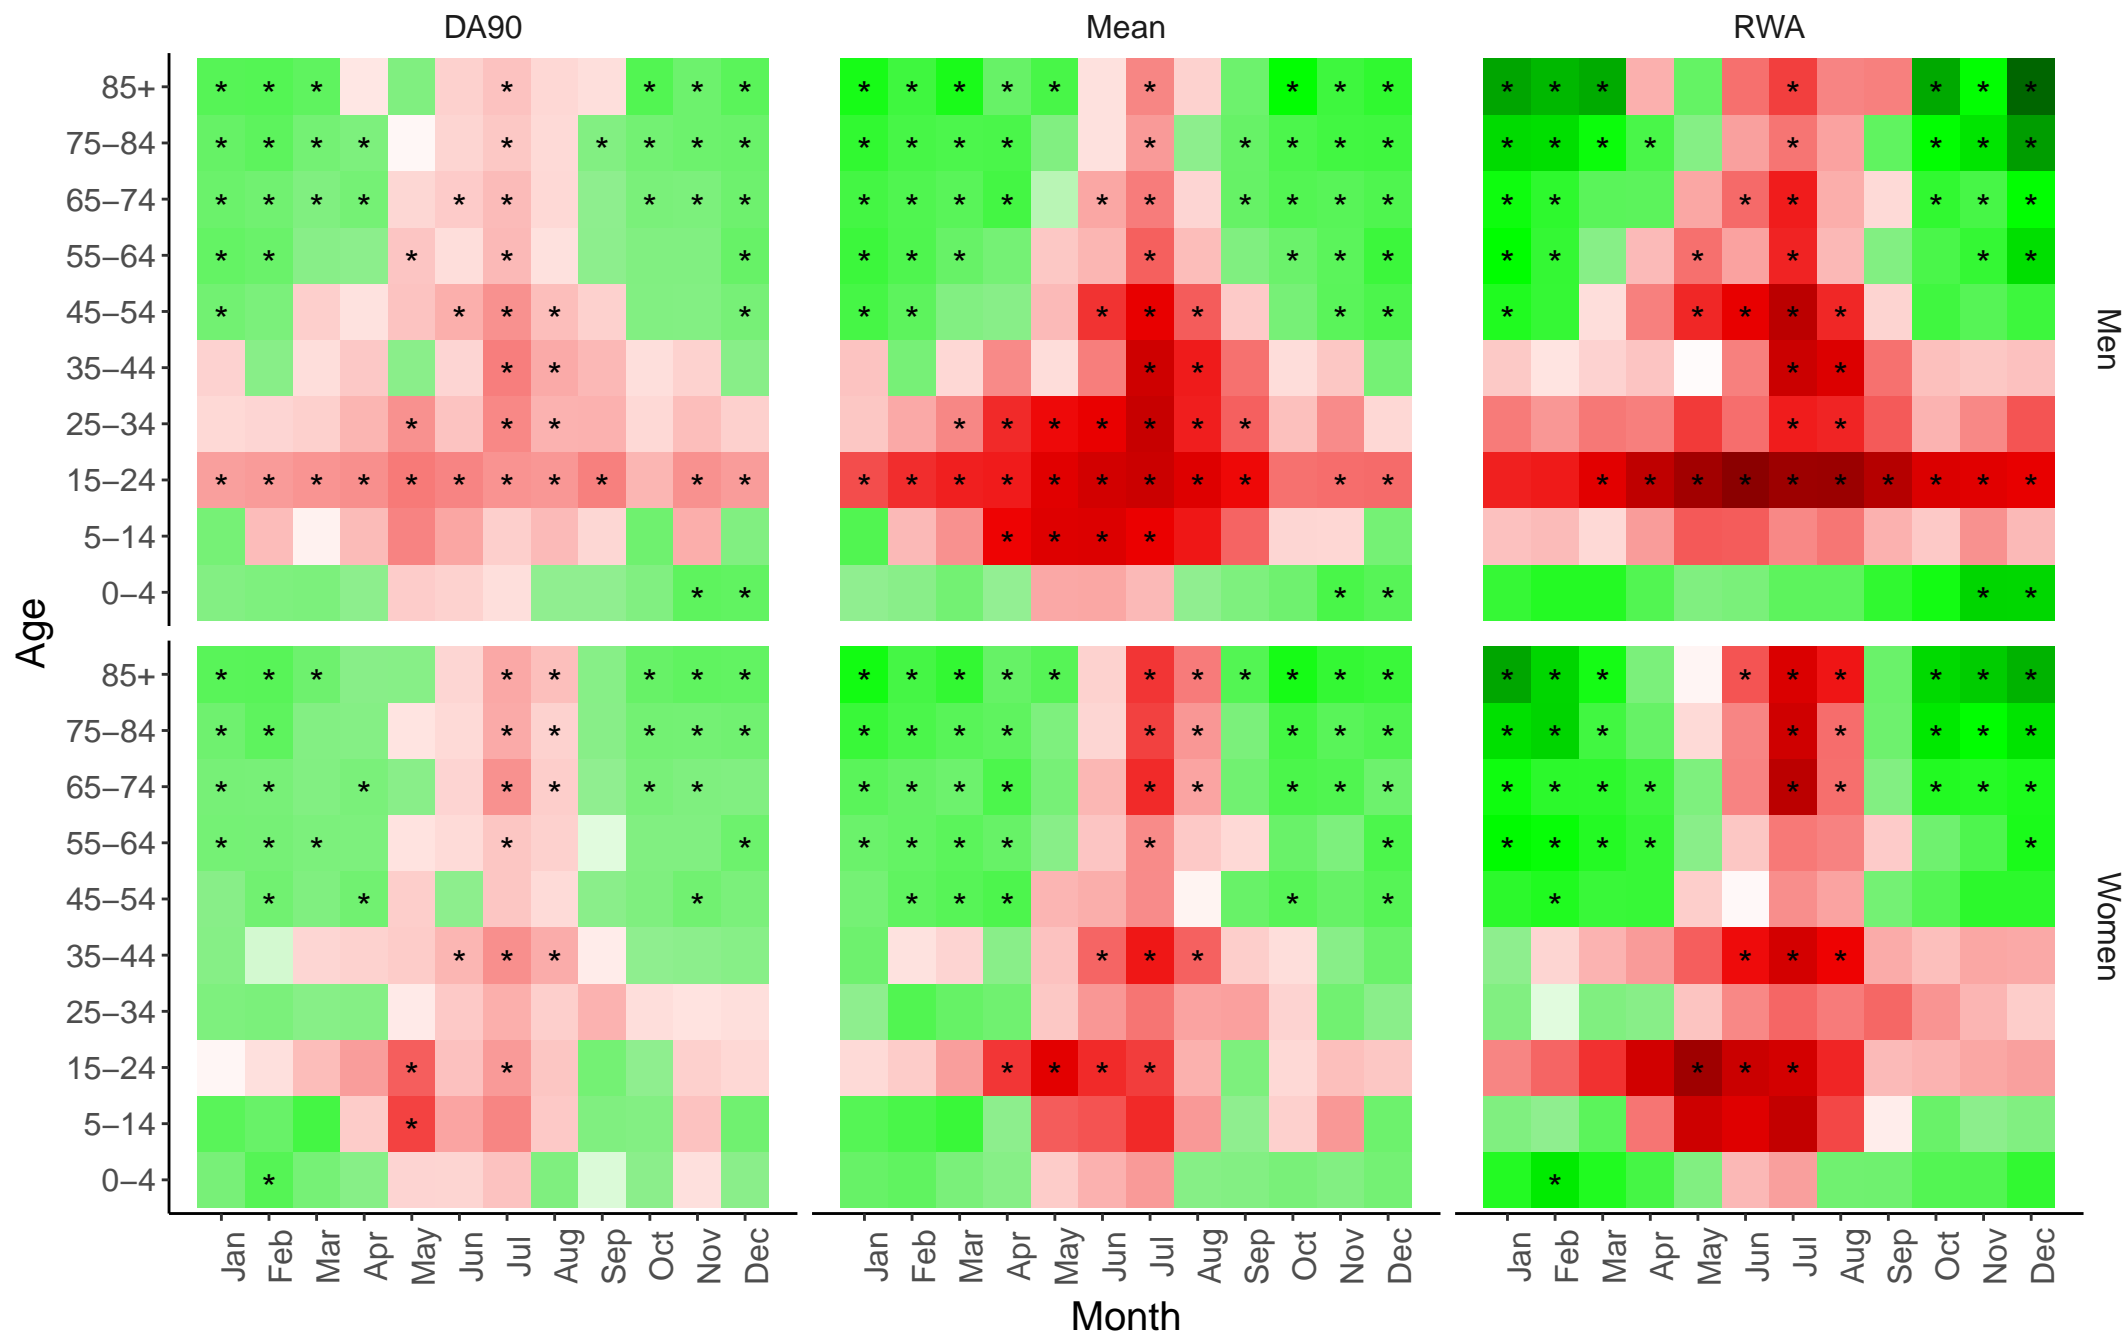 DA90 Mean RWA
Age
85+
75–84
65–74
55–64
45–54
35–44
25–34
15–24
5–14
0–4
Men
85+
75–84
65–74
55–64
45–54
35–44
25–34
15–24
5–14
0–4
Women
Jan Feb Mar Apr May Jun Jul Aug Sep Oct Nov Dec
Jan Feb Mar Apr May Jun Jul Aug Sep Oct Nov Dec
Jan Feb Mar Apr May Jun Jul Aug Sep Oct Nov Dec
Month